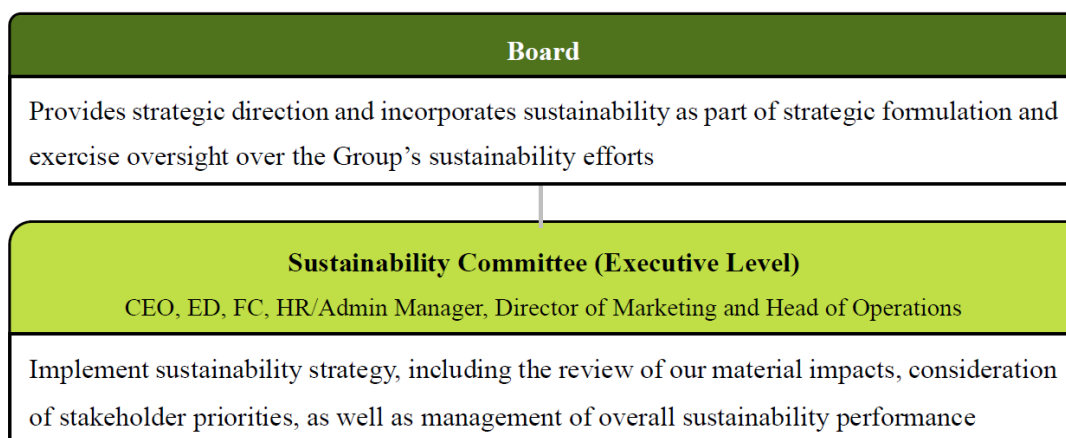 Board
Provides strategic direction and incorporates sustainability as part of strategic formulation and
exercise oversight over the Group’s sustainability efforts
Sustainability Committee (Executive Level)
CEO, ED, FC, HR/Admin Manager, Director of Marketing and Head of Operations
Implement sustainability strategy, including the review of our material impacts, consideration
of stakeholder priorities, as well as management of overall sustainability performance